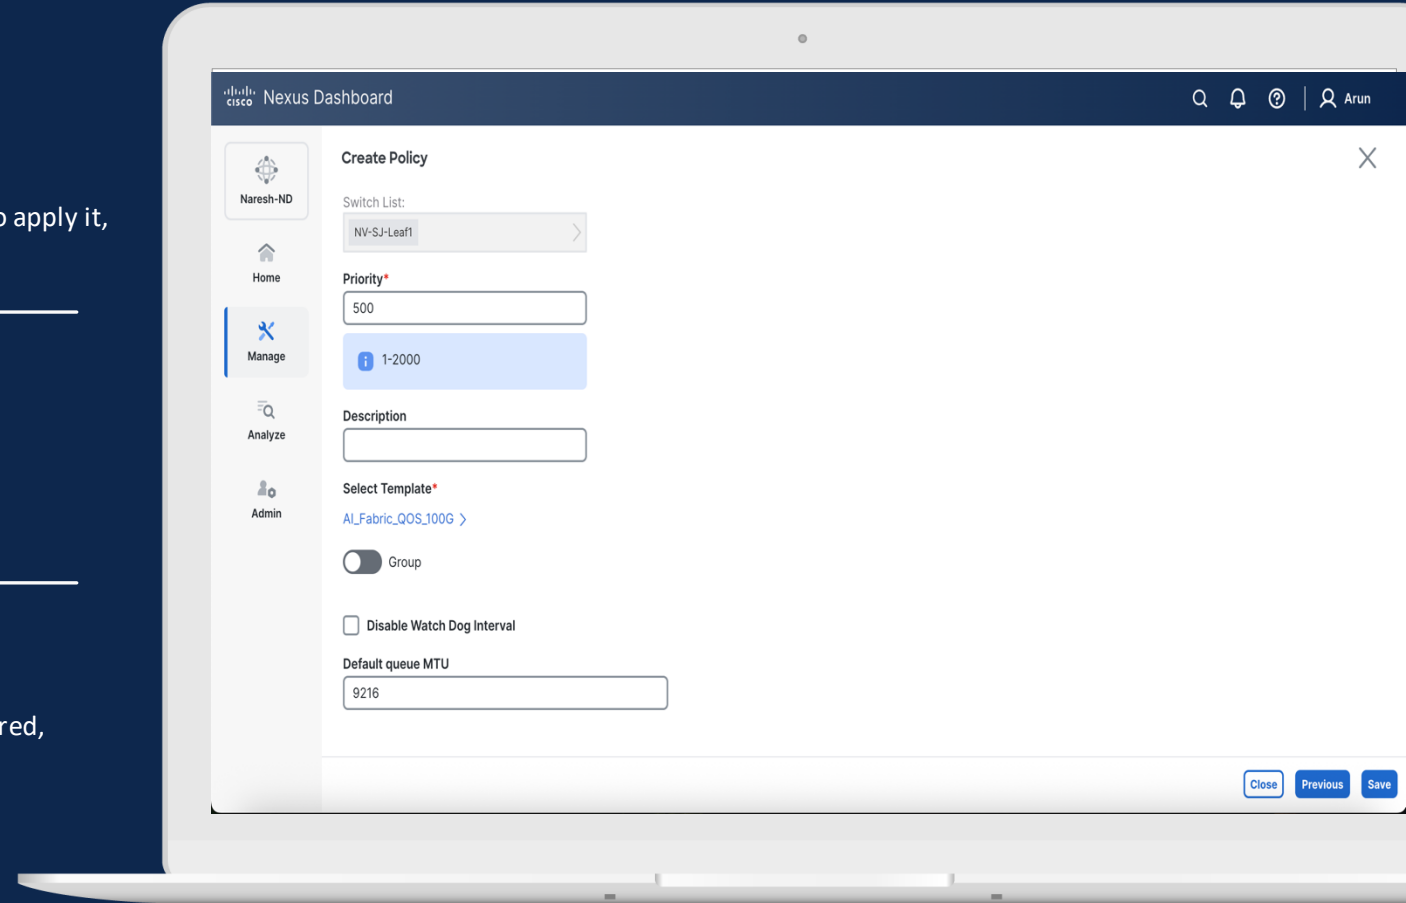 o apply it,
red,
cisco Nexus Dashboard
Arun
Naresh-ND
Home
Manage
Analyze
Admin
Create Policy
Switch List:
NV-SJ-Leaf1
Priority*
500
1-2000
Description
Select Template*
AI_Fabric_QOS_100G
Group
Disable Watch Dog Interval
Default queue MTU
9216
Close Previous Save